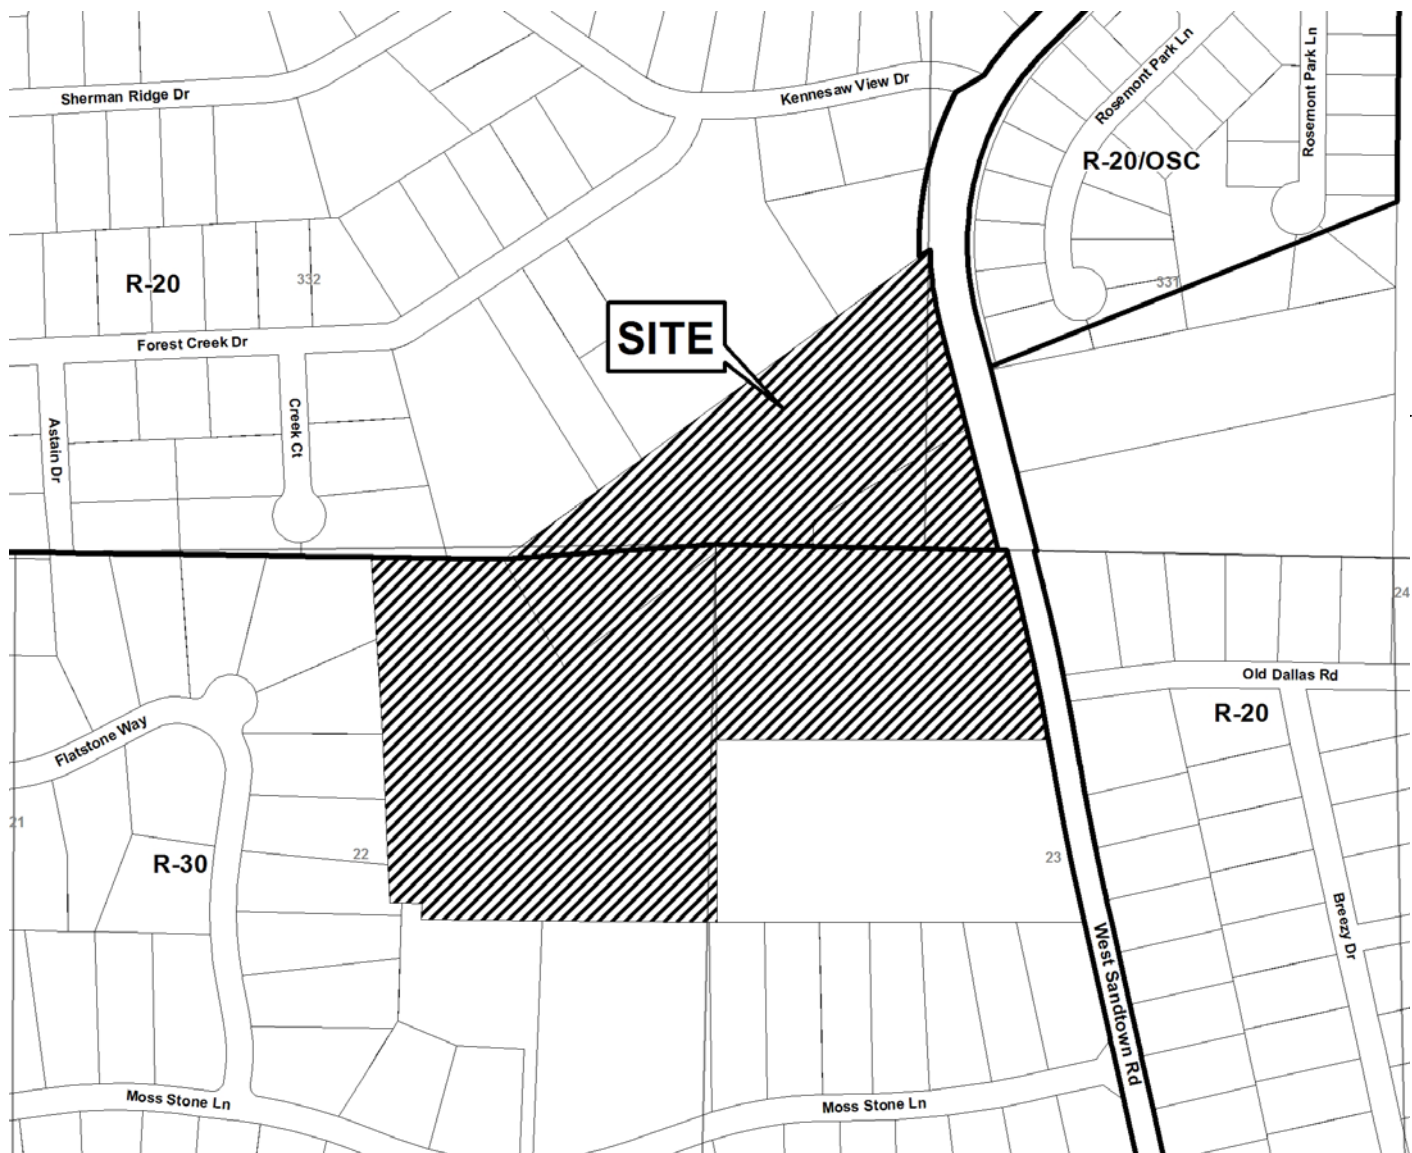 Sherman Ridge Dr
Kennesaw View Dr
Rosemont Park Ln
Rosemont Park Ln
R-20/OSC
R-20
332
331
SITE
Forest Creek Dr
Creek Ct
Astain Dr
24
Old Dallas Rd
R-20
Flatstone Way
21
R-30
22
23
Breezy Dr
West Sandtown Rd
Moss Stone Ln
Moss Stone Ln